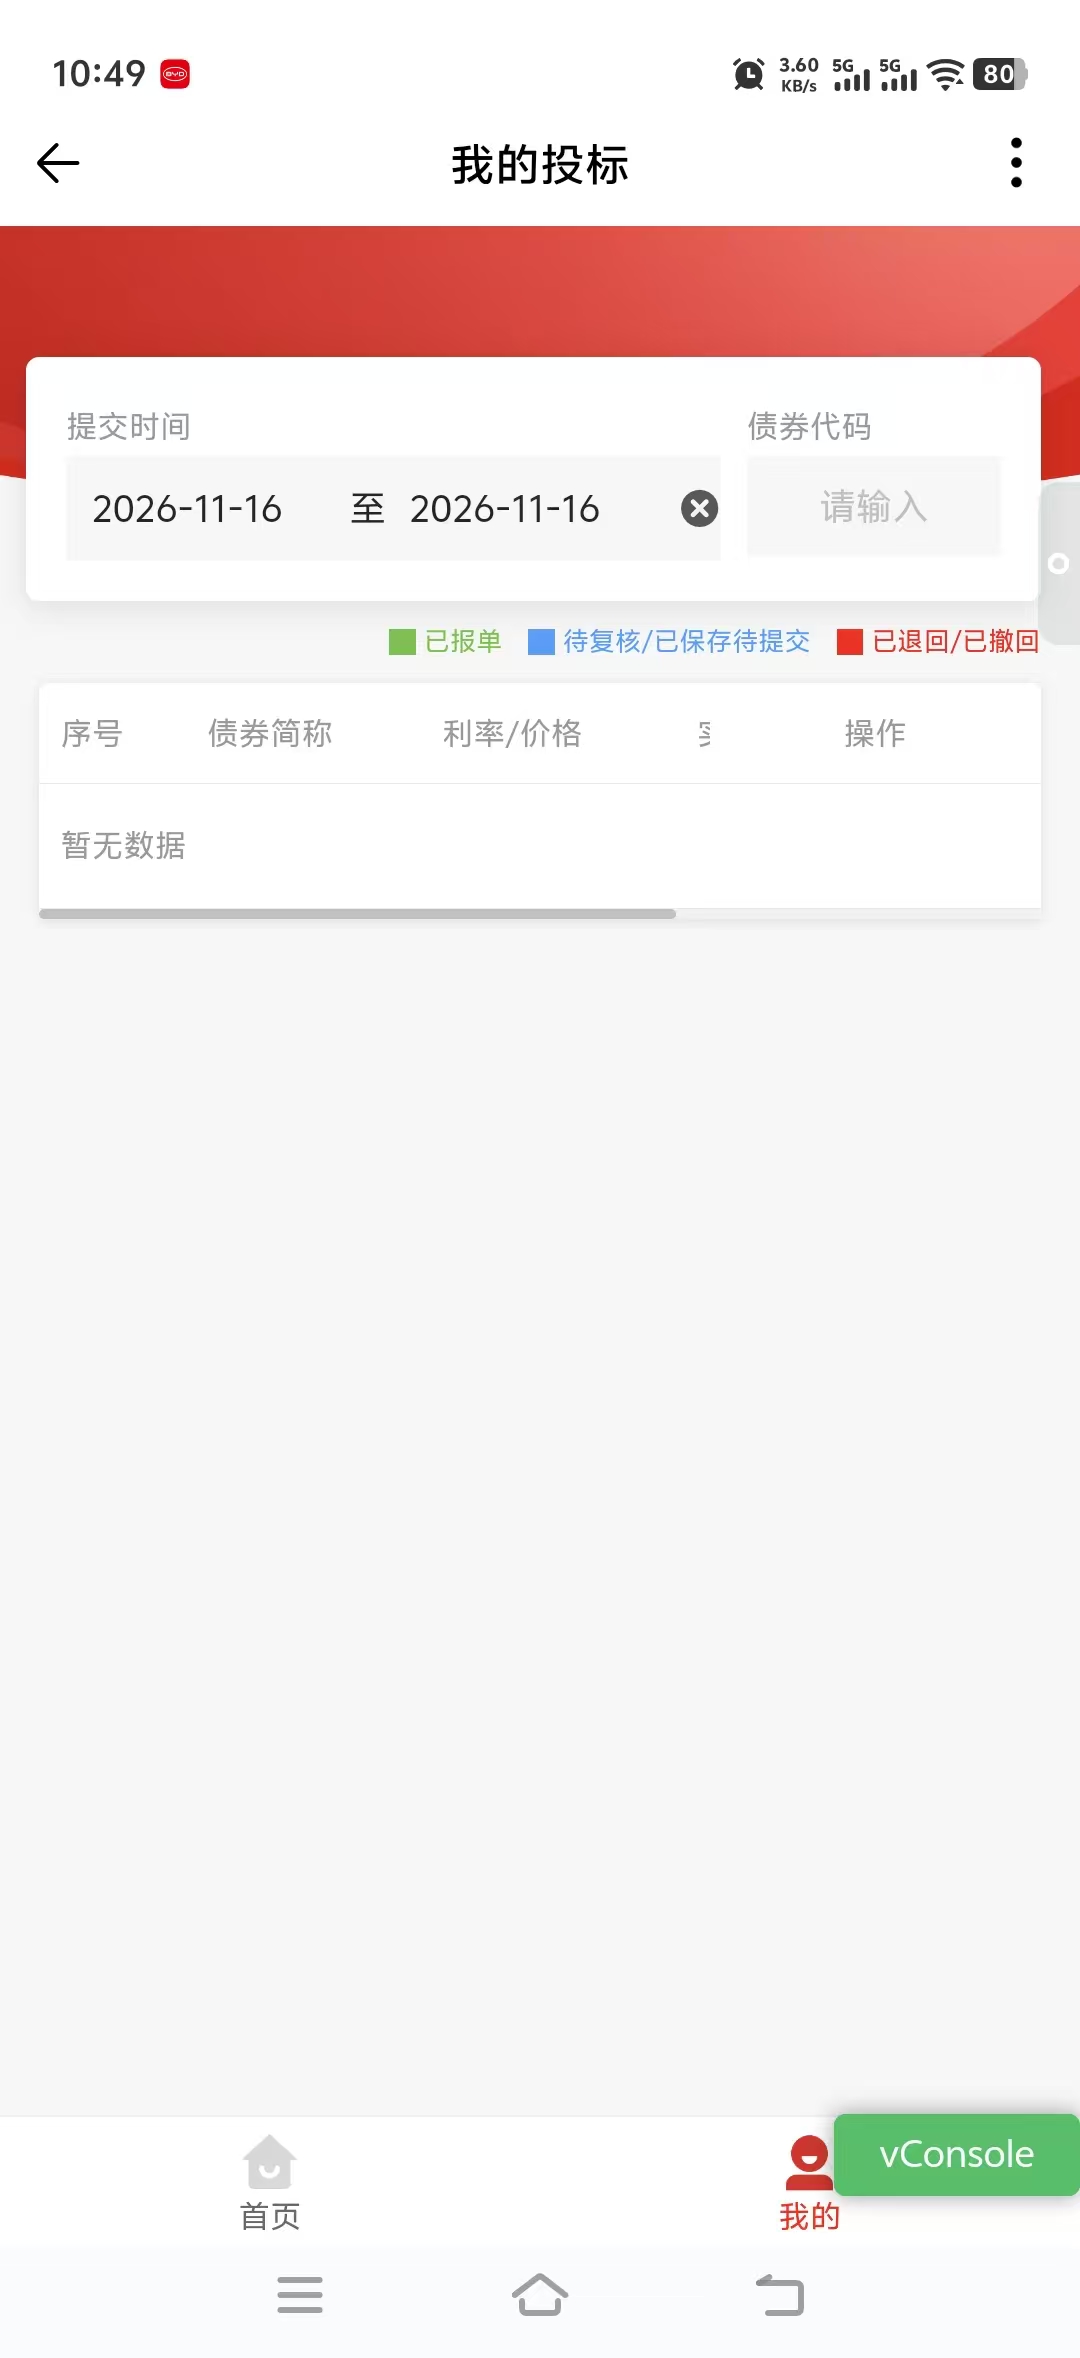 10:49
3.60 KB/s 5G 5G 80
我的投标
提交时间 债券代码
2026-11-16 至 2026-11-16 请输入
已报单 待复核/已保存待提交 已退回/已撤回
序号 债券简称 利率/价格 操作
暂无数据
vConsole
首页 我的